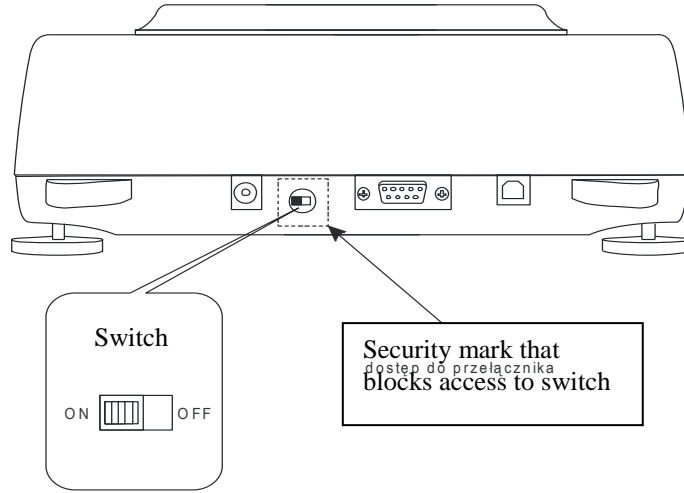 Switch
ON OFF
Security mark that
dostęp do przełącznika
blocks access to switch